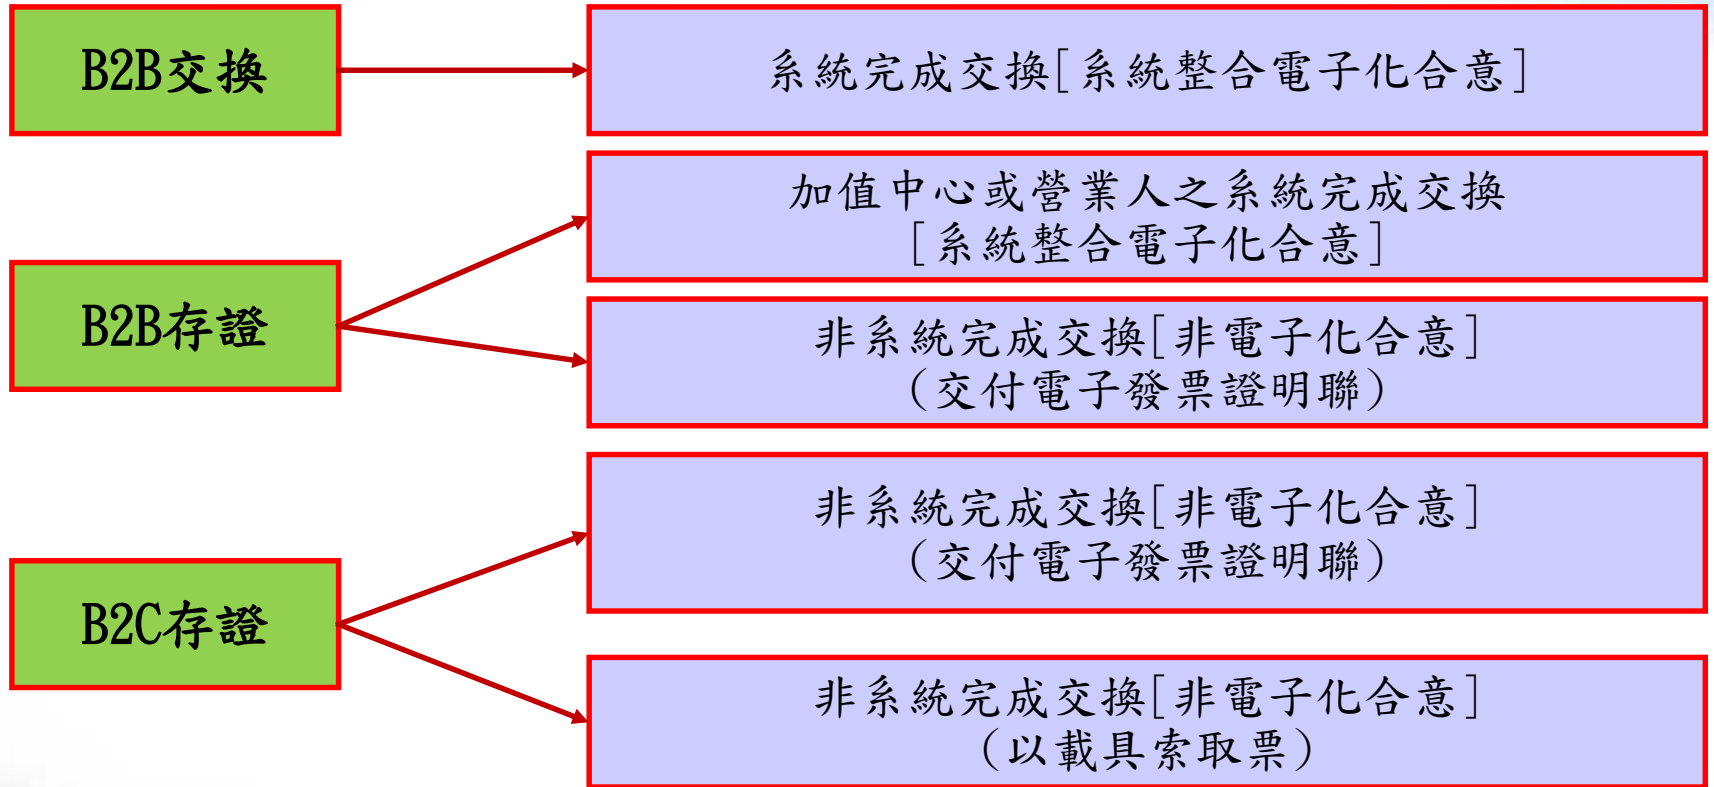 B2B交換
系統完成交換[系統整合電子化合意]
B2B存證
加值中心或營業人之系統完成交換
[系統整合電子化合意]
非系統完成交換[非電子化合意]
(交付電子發票證明聯)
B2C存證
非系統完成交換[非電子化合意]
(交付電子發票證明聯)
非系統完成交換[非電子化合意]
(以載具索取票)